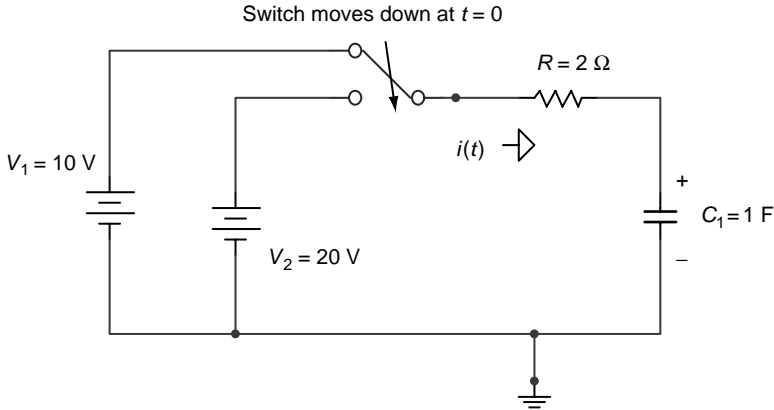 Switch moves down at t = 0
R = 2 Ω
V1 = 10 V
i(t)
+
C1 = 1 F
V2 = 20 V
−